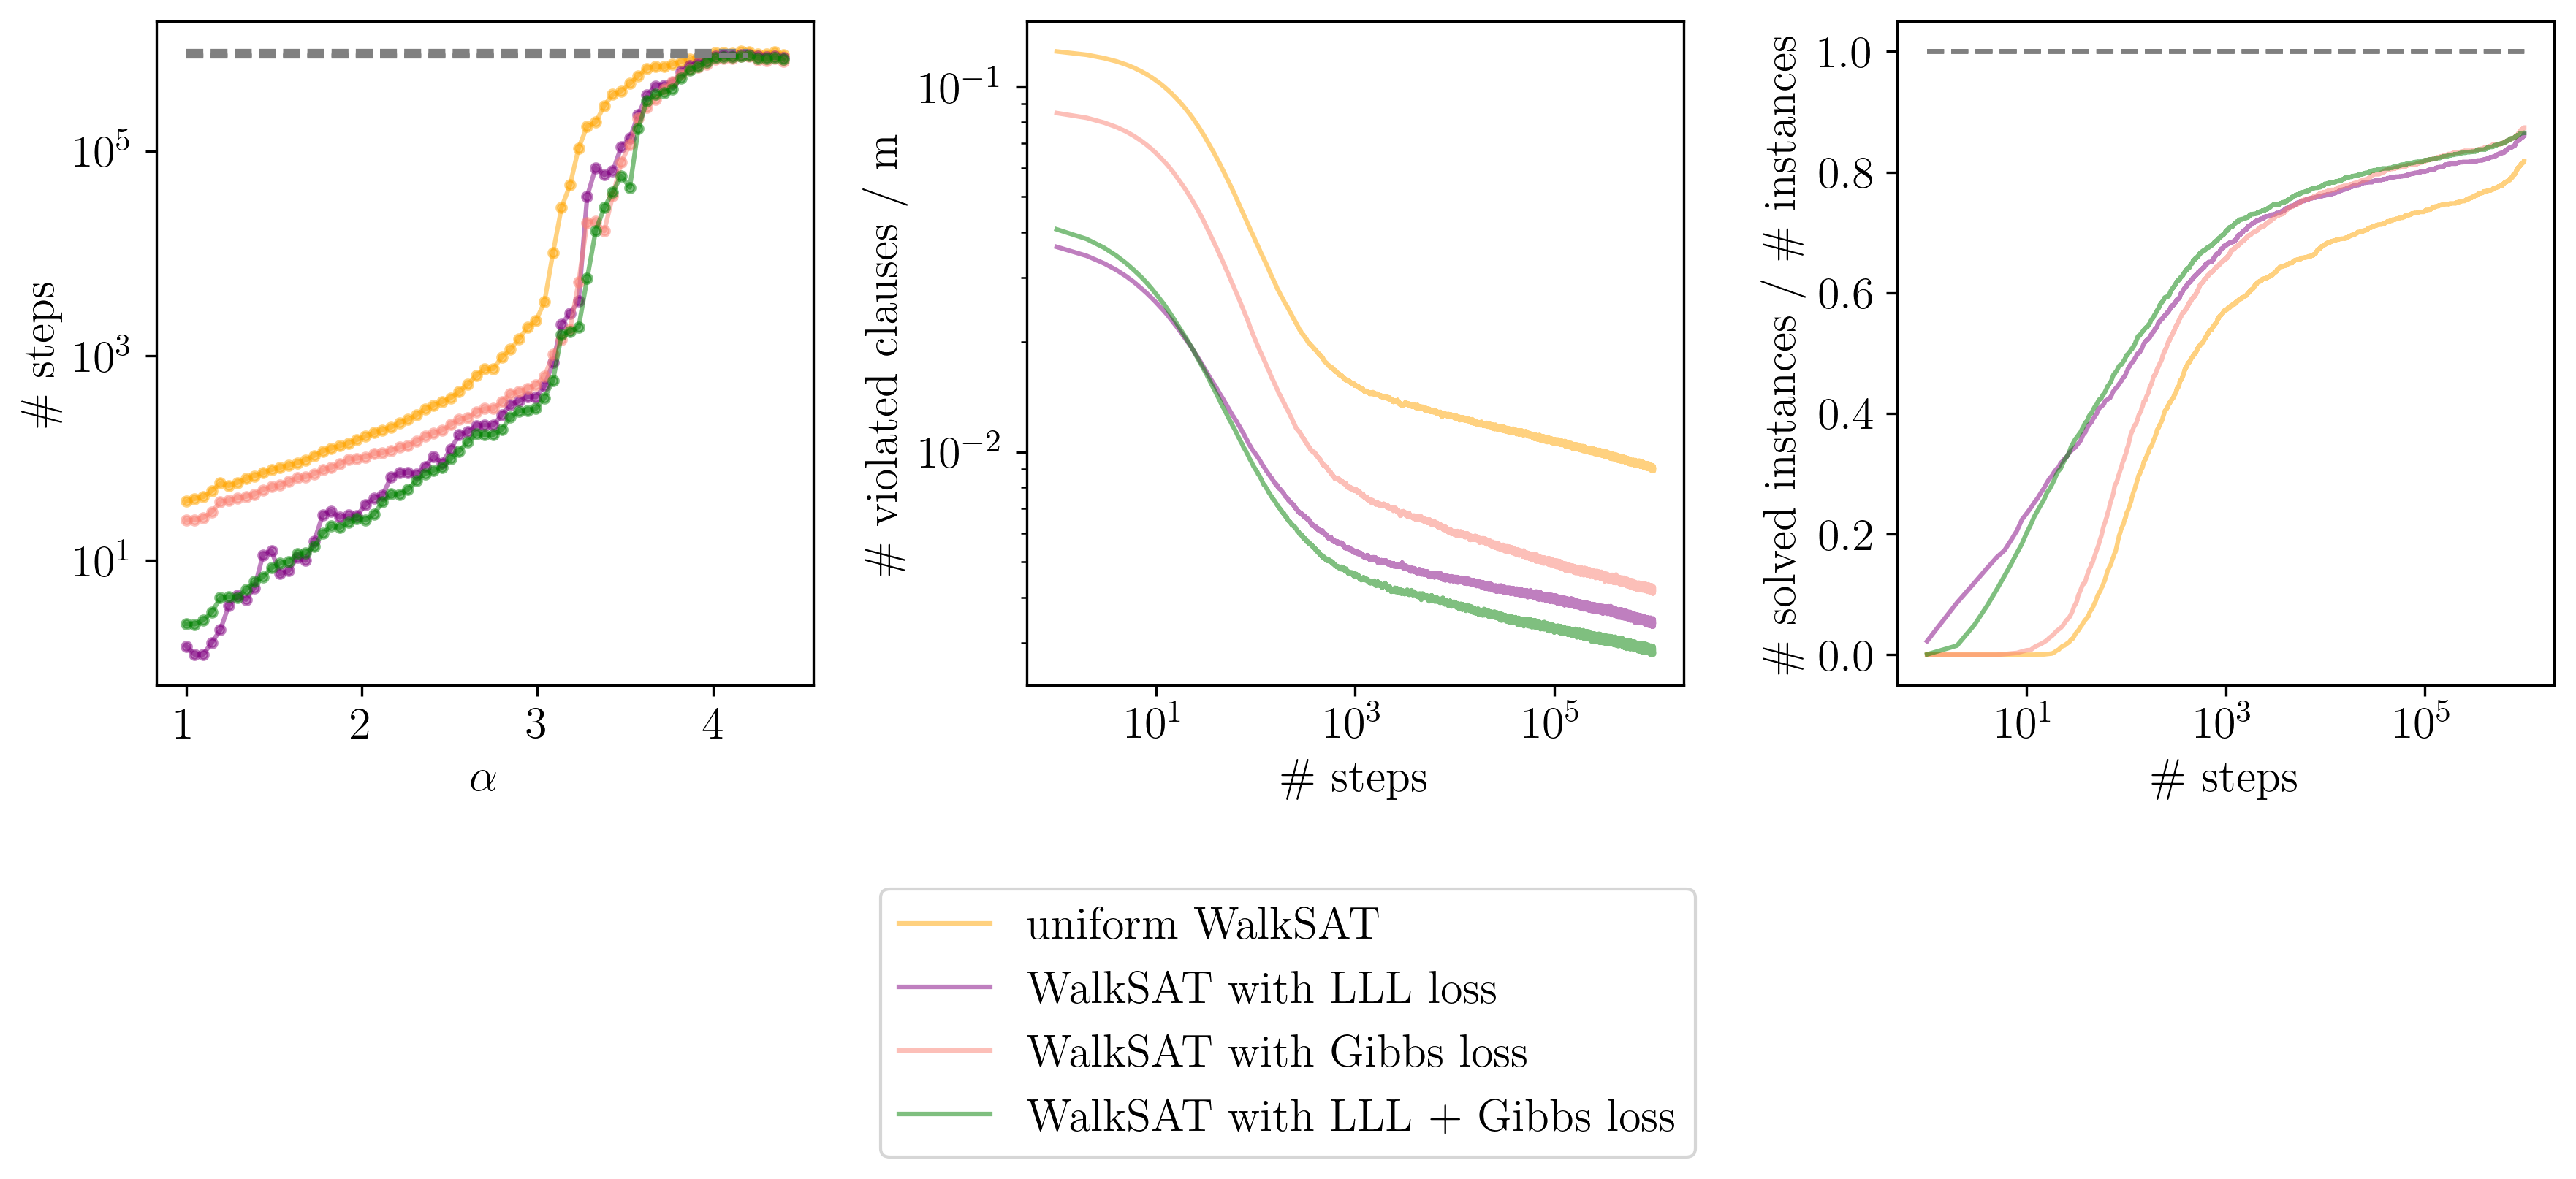 # steps
10^5
10^3
10^1
1 2 3 4
α
# violated clauses / m
10^{-1}
10^{-2}
10^1 10^3 10^5
# steps
# solved instances / # instances
1.0
0.8
0.6
0.4
0.2
0.0
10^1 10^3 10^5
# steps
uniform WalkSAT
WalkSAT with LLL loss
WalkSAT with Gibbs loss
WalkSAT with LLL + Gibbs loss